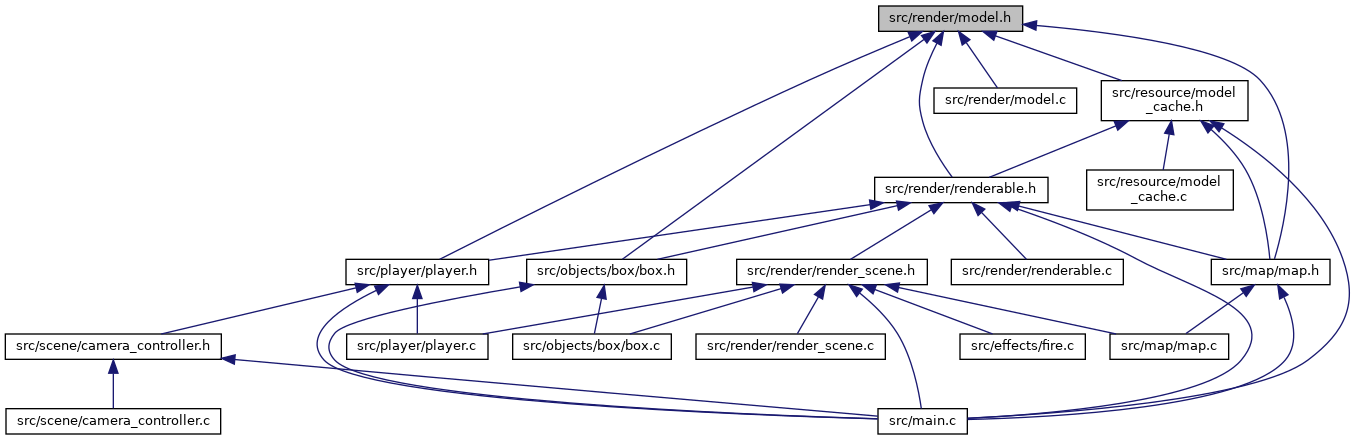 src/render/model.h
src/render/model.c
src/resource/model
_cache.h
src/resource/model
_cache.c
src/render/renderable.h
src/player/player.h
src/objects/box/box.h
src/render/render_scene.h
src/render/renderable.c
src/map/map.h
src/scene/camera_controller.h
src/player/player.c
src/objects/box/box.c
src/render/render_scene.c
src/effects/fire.c
src/map/map.c
src/scene/camera_controller.c
src/main.c